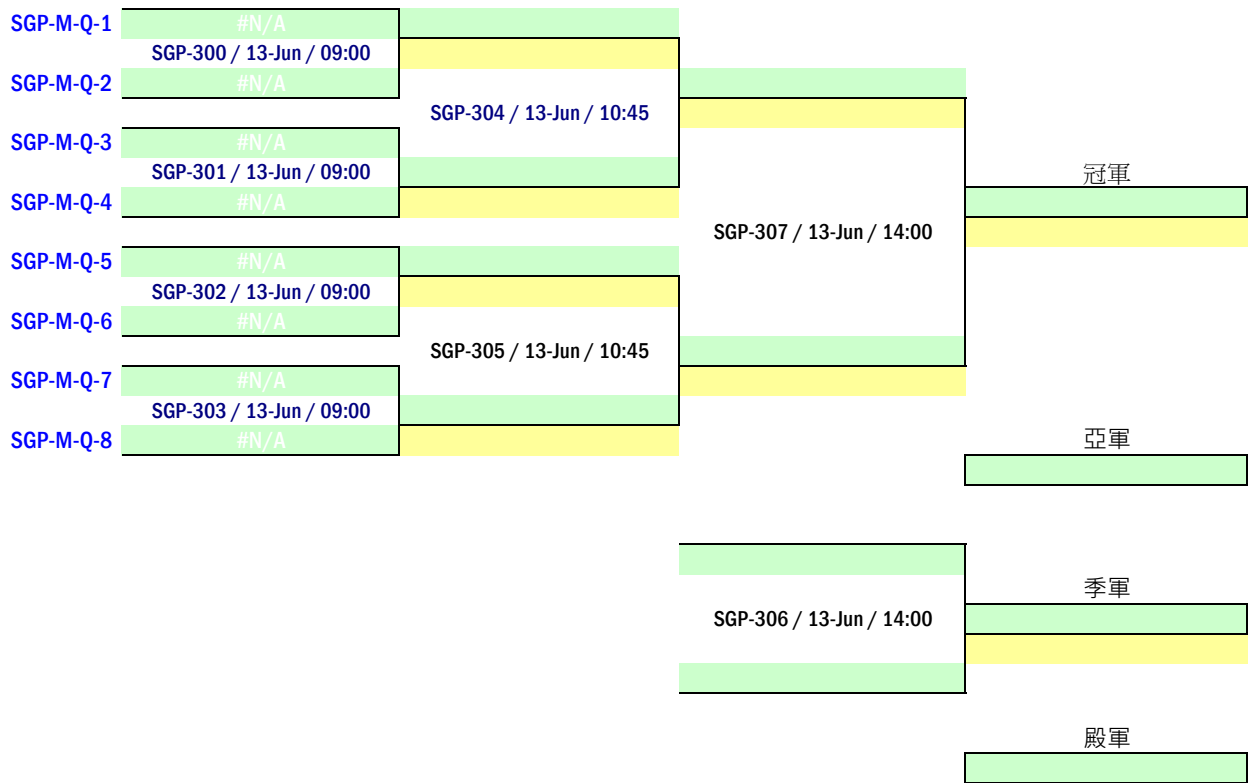 SGP-M-Q-1 #N/A
SGP-300 / 13-Jun / 09:00
SGP-M-Q-2 #N/A
SGP-304 / 13-Jun / 10:45
SGP-M-Q-3 #N/A
SGP-301 / 13-Jun / 09:00
冠軍
SGP-M-Q-4 #N/A
SGP-307 / 13-Jun / 14:00
SGP-M-Q-5 #N/A
SGP-302 / 13-Jun / 09:00
SGP-M-Q-6 #N/A
SGP-305 / 13-Jun / 10:45
SGP-M-Q-7 #N/A
SGP-303 / 13-Jun / 09:00
SGP-M-Q-8 #N/A
亞軍
季軍
SGP-306 / 13-Jun / 14:00
殿軍